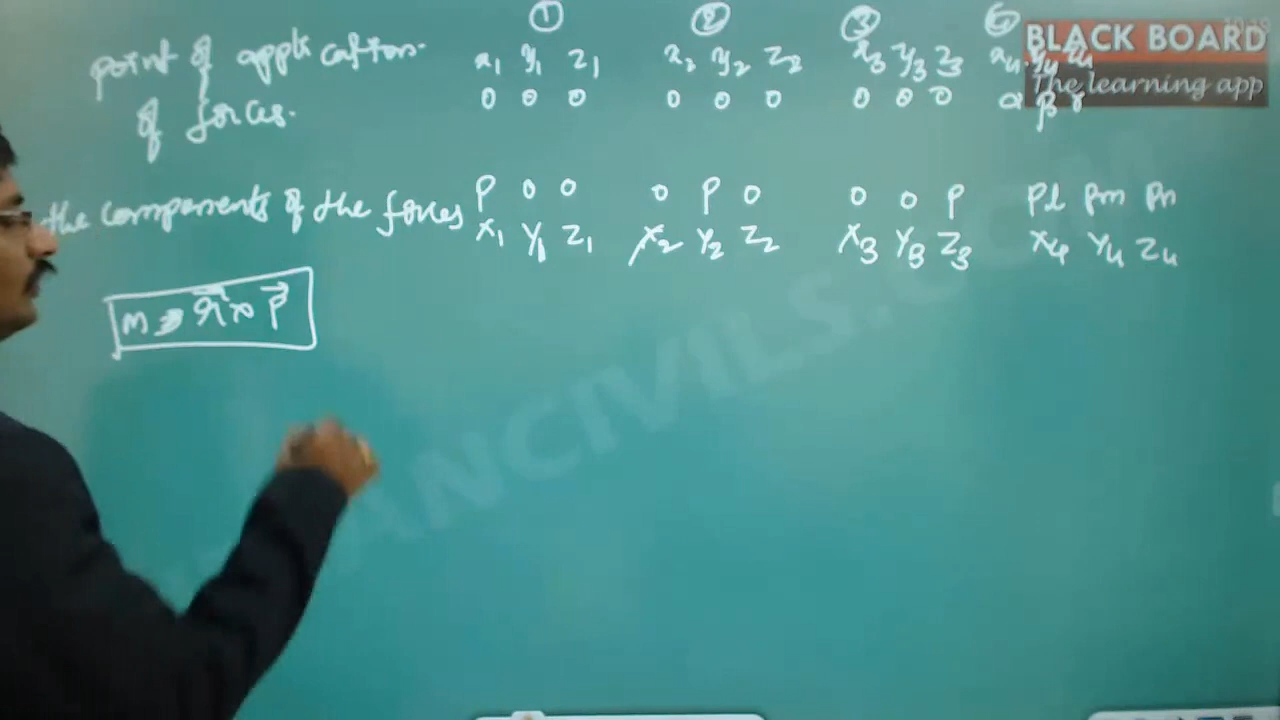 ① ② ③ ④
point of application x₁ y₁ z₁ x₂ y₂ z₂ x₃ y₃ z₃ x₄ y₄ z₄
of forces. 0 0 0 0 0 0 0 0 0 α β γ
the components of the forces P 0 0 0 P 0 0 0 P Pl Pm Pn
X₁ Y₁ Z₁ X₂ Y₂ Z₂ X₃ Y₃ Z₃ X₄ Y₄ Z₄
BLACK BOARD
The learning app